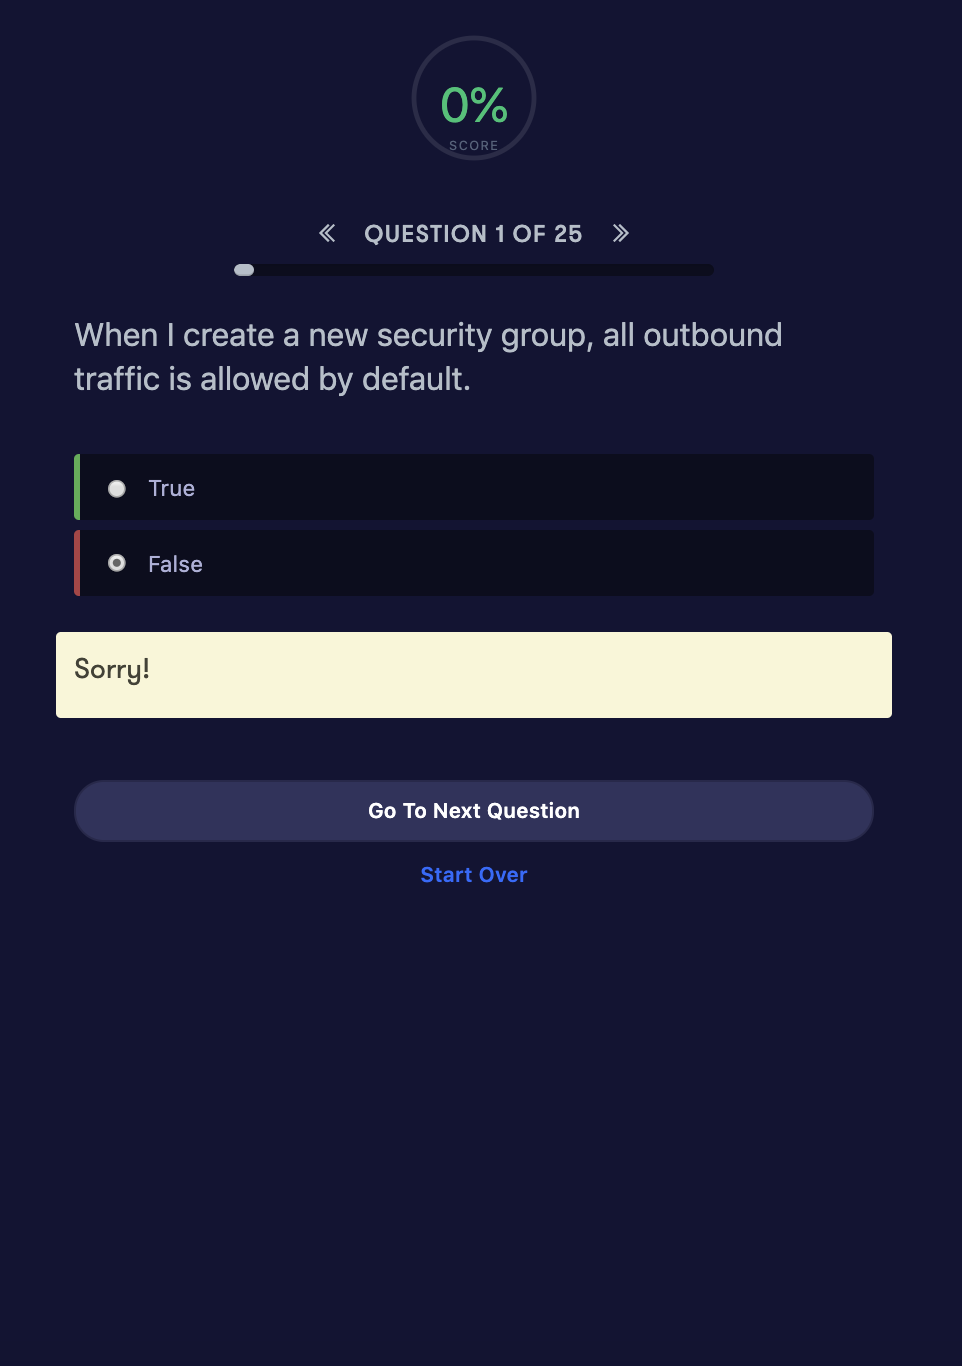 0%
SCORE
QUESTION 1 OF 25
When I create a new security group, all outbound
traffic is allowed by default.
True
False
Sorry!
Go To Next Question
Start Over